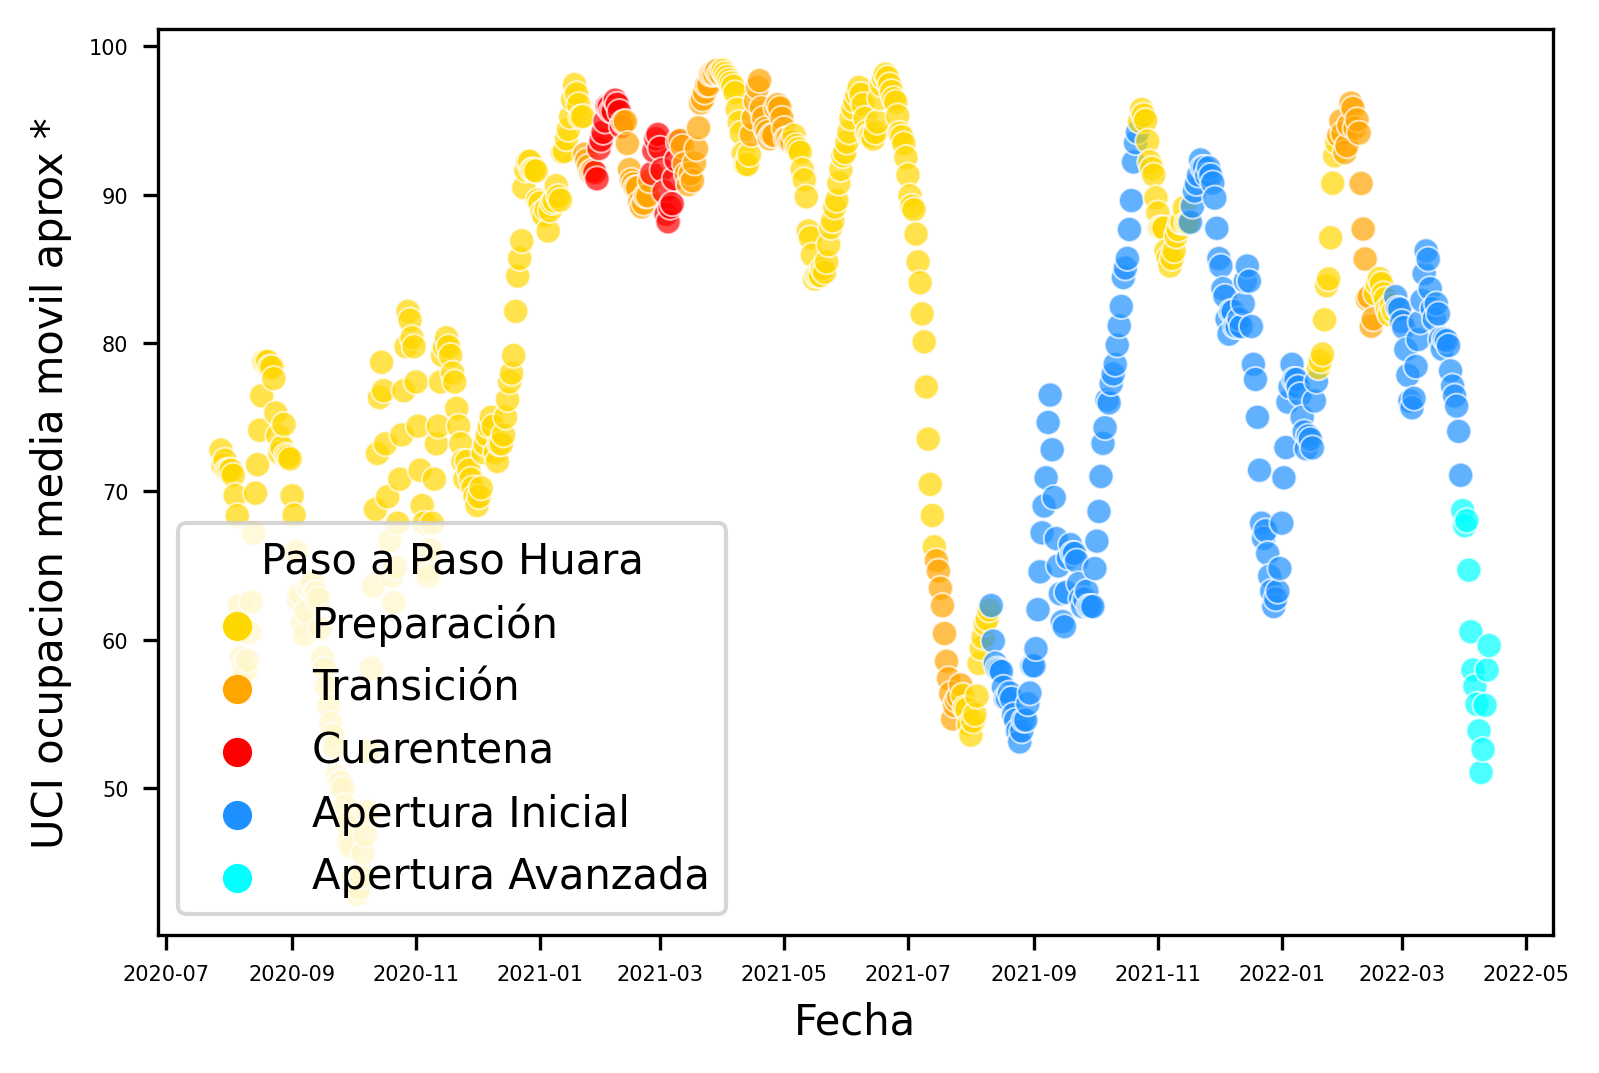 100
90
80
70
60
50
UCI ocupacion media movil aprox *
Paso a Paso Huara
Preparación
Transición
Cuarentena
Apertura Inicial
Apertura Avanzada
2020-07 2020-09 2020-11 2021-01 2021-03 2021-05 2021-07 2021-09 2021-11 2022-01 2022-03 2022-05
Fecha